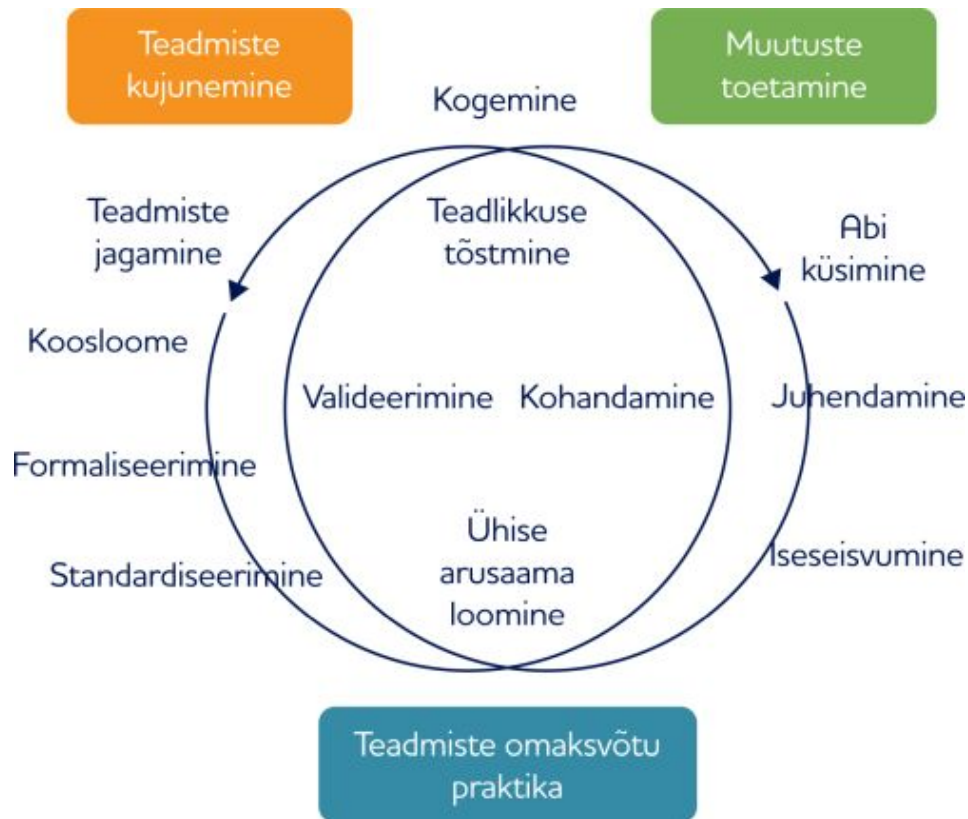 Teadmiste
kujunemine
Muutuste
toetamine
Kogemine
Teadmiste
jagamine
Teadlikkuse
tõstmine
Abi
küsimine
Koosloome
Valideerimine
Kohandamine
Juhendamine
Formaliseerimine
Ühise
arusaama
loomine
Standardiseerimine
Iseseisvumine
Teadmiste omaksvõtu
praktika